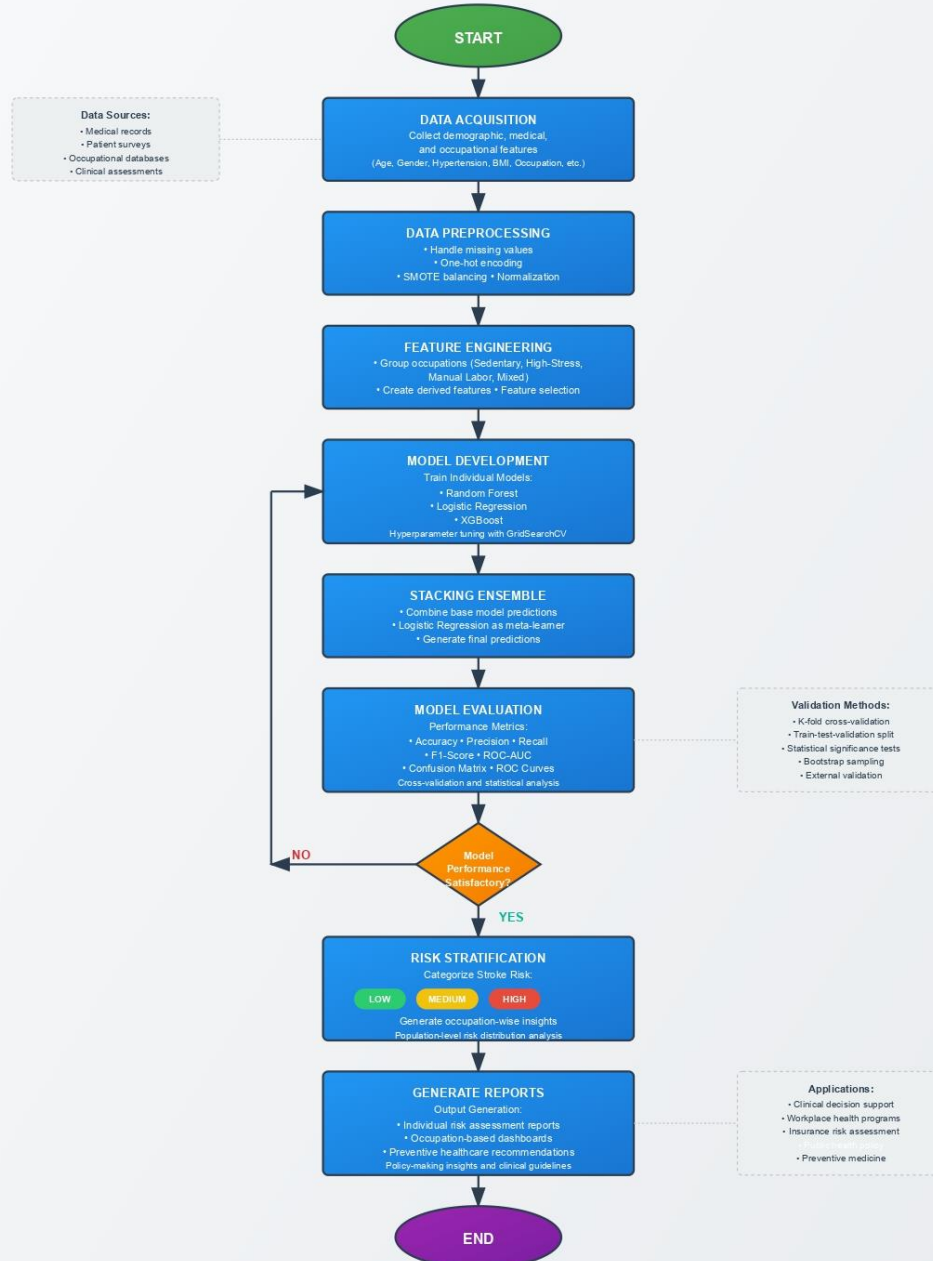 START
Data Sources:
• Medical records
• Patient surveys
• Occupational databases
• Clinical assessments
DATA ACQUISITION
Collect demographic, medical,
and occupational features
(Age, Gender, Hypertension, BMI, Occupation, etc.)
DATA PREPROCESSING
• Handle missing values
• One-hot encoding
• SMOTE balancing • Normalization
FEATURE ENGINEERING
• Group occupations (Sedentary, High-Stress,
Manual Labor, Mixed)
• Create derived features • Feature selection
MODEL DEVELOPMENT
Train Individual Models:
• Random Forest
• Logistic Regression
• XGBoost
Hyperparameter tuning with GridSearchCV
STACKING ENSEMBLE
• Combine base model predictions
• Logistic Regression as meta-learner
• Generate final predictions
MODEL EVALUATION
Performance Metrics:
• Accuracy • Precision • Recall
• F1-Score • ROC-AUC
• Confusion Matrix • ROC Curves
Cross-validation and statistical analysis
Validation Methods:
• K-fold cross-validation
• Train-test-validation split
• Statistical significance tests
• Bootstrap sampling
• External validation
NO
Model
Performance
Satisfactory?
YES
RISK STRATIFICATION
Categorize Stroke Risk:
LOW MEDIUM HIGH
Generate occupation-wise insights
Population-level risk distribution analysis
GENERATE REPORTS
Output Generation:
• Individual risk assessment reports
• Occupation-based dashboards
• Preventive healthcare recommendations
Policy-making insights and clinical guidelines
Applications:
• Clinical decision support
• Workplace health programs
• Insurance risk assessment
• Preventive medicine
END